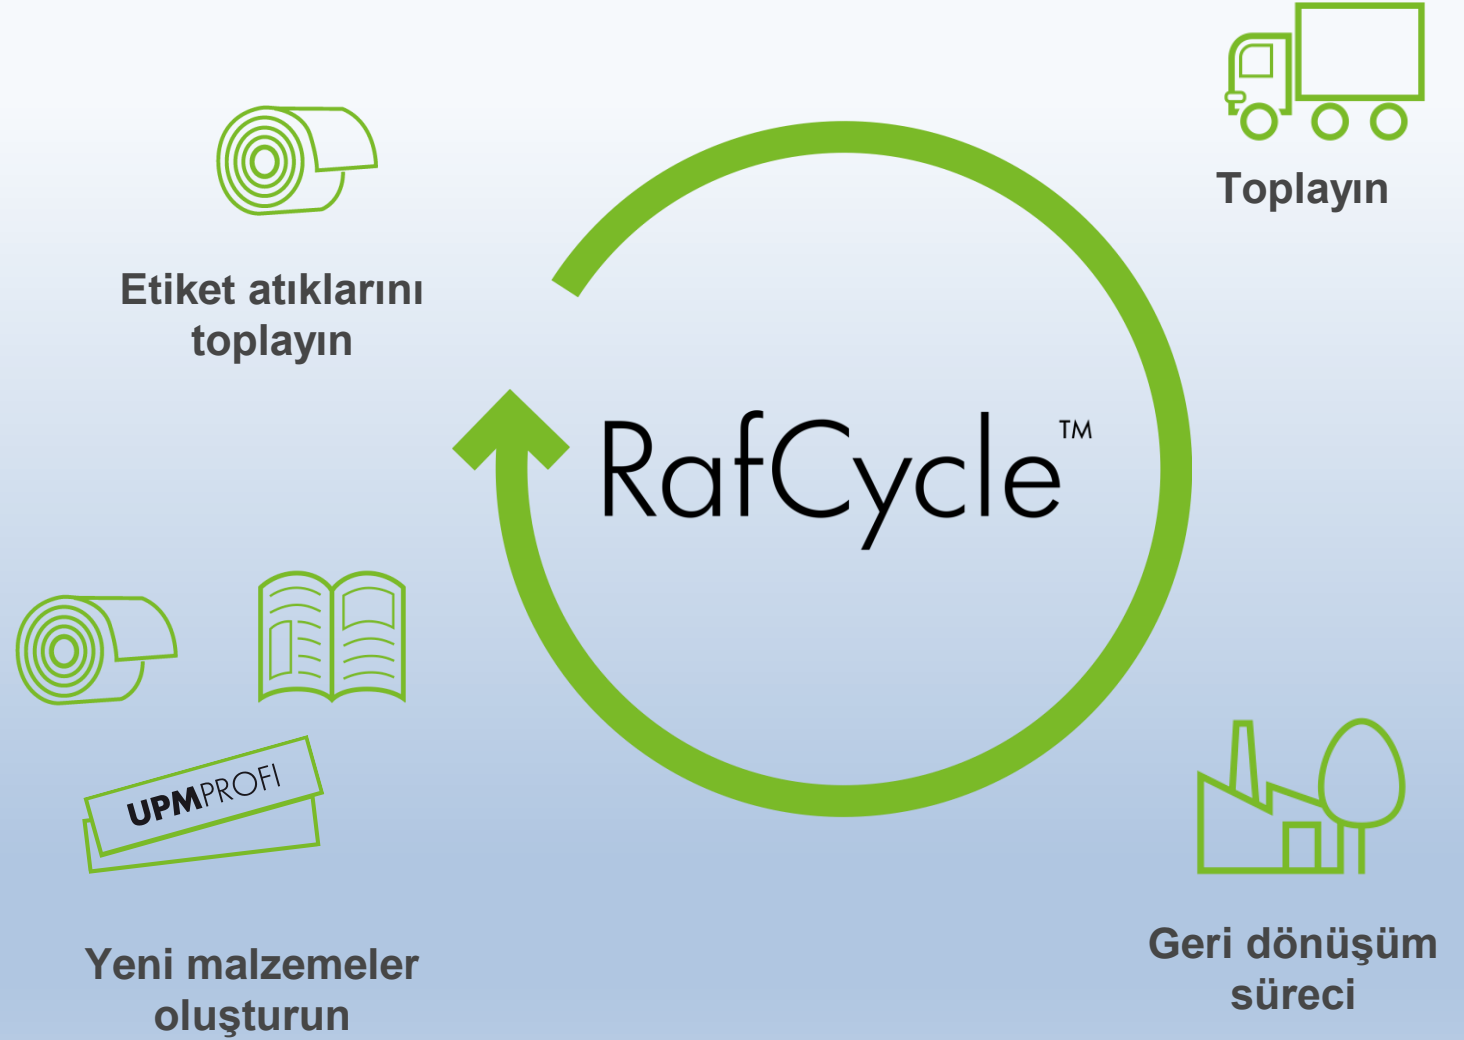 Toplayın
Etiket atıklarını
toplayın
RafCycle™
UPMPROFI
Geri dönüşüm
süreci
Yeni malzemeler
oluşturun